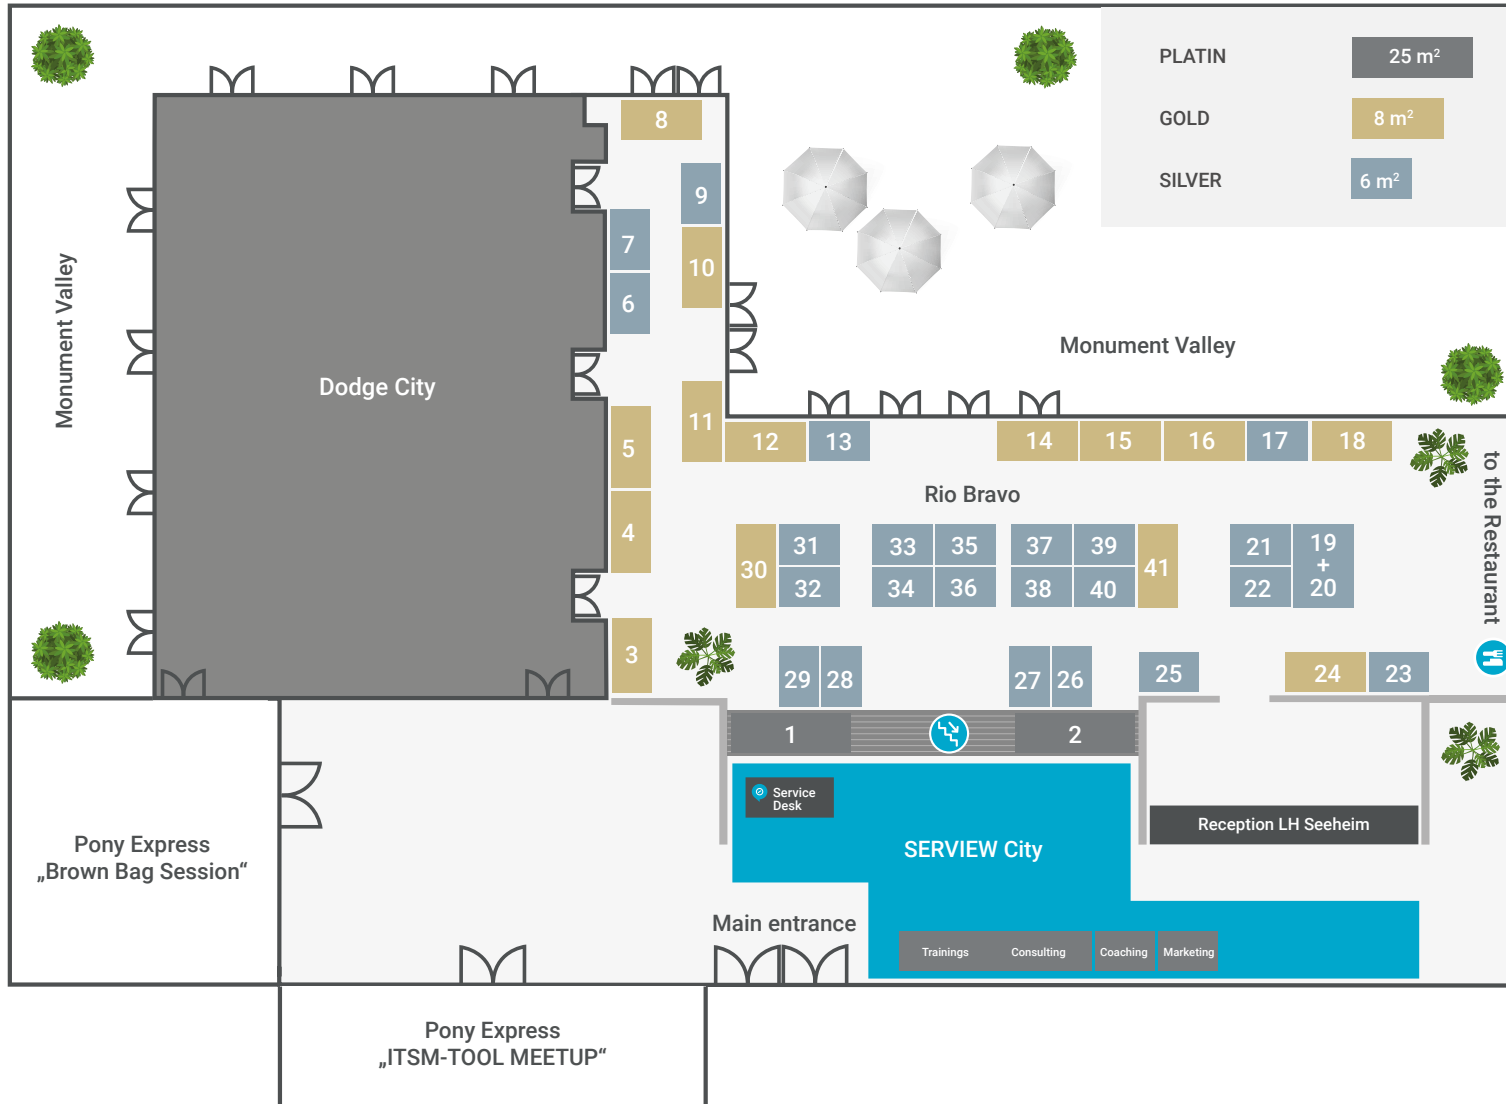 PLATIN
25 m²
GOLD
8 m²
SILVER
6 m²
8
9
7
10
6
Monument Valley
Monument Valley
Dodge City
11
12
13
14
15
16
17
18
5
Rio Bravo
to the Restaurant
4
30
31
33
35
37
39
41
21
19
+
20
32
34
36
38
40
22
3
29
28
27
26
25
24
23
1
2
Service
Desk
SERVIEW City
Reception LH Seeheim
Pony Express
„Brown Bag Session“
Main entrance
Trainings
Consulting
Coaching
Marketing
Pony Express
„ITSM-TOOL MEETUP“